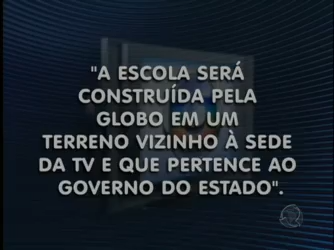 "A ESCOLA SERÁ
CONSTRUÍDA PELA
GLOBO EM UM
TERRENO VIZINHO À SEDE
DA TV E QUE PERTENCE AO
GOVERNO DO ESTADO".